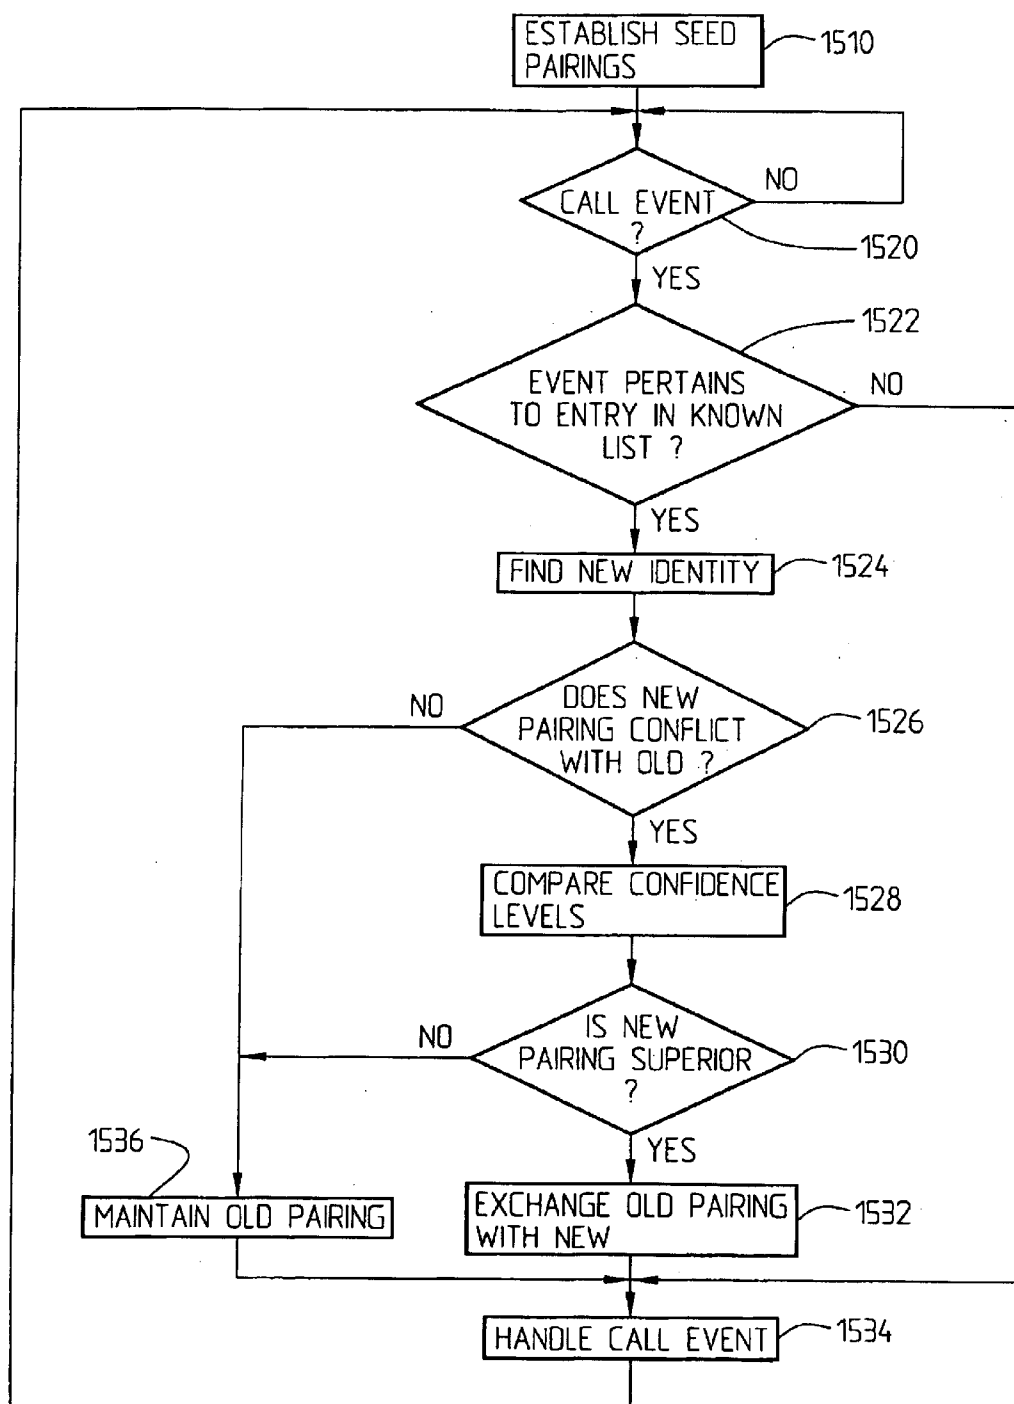 ESTABLISH SEED
PAIRINGS
1510
CALL EVENT
?
NO
1520
YES
1522
EVENT PERTAINS
TO ENTRY IN KNOWN
LIST ?
NO
YES
FIND NEW IDENTITY
1524
DOES NEW
PAIRING CONFLICT
WITH OLD ?
NO
1526
YES
COMPARE CONFIDENCE
LEVELS
1528
IS NEW
PAIRING SUPERIOR
?
NO
1530
YES
1536
MAINTAIN OLD PAIRING
EXCHANGE OLD PAIRING
WITH NEW
1532
HANDLE CALL EVENT
1534